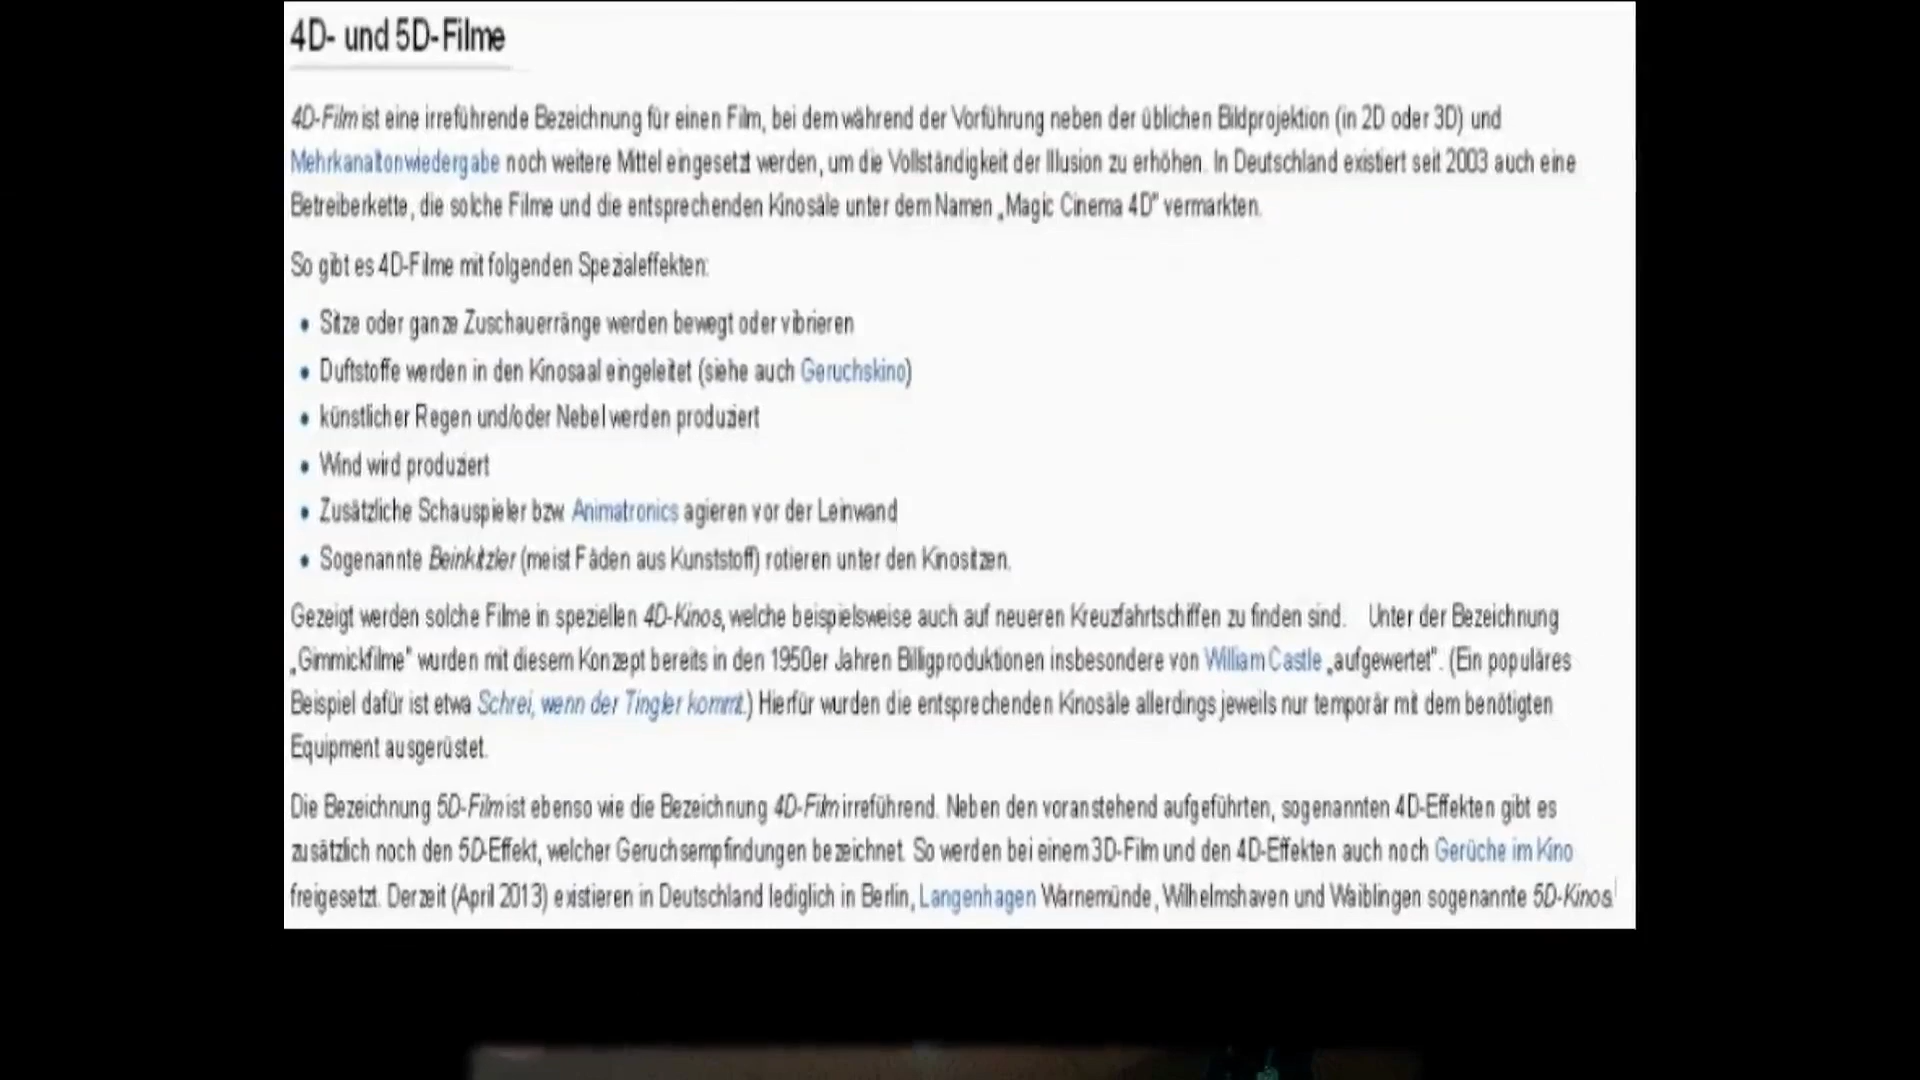 4D- und 5D-Filme
4D-Film ist eine irreführende Bezeichnung für einen Film, bei dem während der Vorführung neben der üblichen Bildprojektion (in 2D oder 3D) und
Mehrkanaltonwiedergabe noch weitere Mittel eingesetzt werden, um die Vollständigkeit der Illusion zu erhöhen. In Deutschland existiert seit 2003 auch eine
Betreiberkette, die solche Filme und die entsprechenden Kinosäle unter dem Namen „Magic Cinema 4D“ vermarkten.
So gibt es 4D-Filme mit folgenden Spezialeffekten:
• Sitze oder ganze Zuschauerränge werden bewegt oder vibrieren
• Duftstoffe werden in den Kinosaal eingeleitet (siehe auch Geruchskino)
• künstlicher Regen und/oder Nebel werden produziert
• Wind wird produziert
• Zusätzliche Schauspieler bzw. Animatronics agieren vor der Leinwand
• Sogenannte Beinkitzler (meist Fäden aus Kunststoff) rotieren unter den Kinositzen.
Gezeigt werden solche Filme in speziellen 4D-Kinos, welche beispielsweise auch auf neueren Kreuzfahrtschiffen zu finden sind. Unter der Bezeichnung
„Gimmickfilme“ wurden mit diesem Konzept bereits in den 1950er Jahren Billigproduktionen insbesondere von William Castle „aufgewertet“. (Ein populäres
Beispiel dafür ist etwa Schrei, wenn der Tingler kommt.) Hierfür wurden die entsprechenden Kinosäle allerdings jeweils nur temporär mit dem benötigten
Equipment ausgerüstet.
Die Bezeichnung 5D-Film ist ebenso wie die Bezeichnung 4D-Film irreführend. Neben den voranstehend aufgeführten, sogenannten 4D-Effekten gibt es
zusätzlich noch den 5D-Effekt, welcher Geruchsempfindungen bezeichnet. So werden bei einem 3D-Film und den 4D-Effekten auch noch Gerüche im Kino
freigesetzt. Derzeit (April 2013) existieren in Deutschland lediglich in Berlin, Langenhagen Warnemünde, Wilhelmshaven und Waiblingen sogenannte 5D-Kinos.